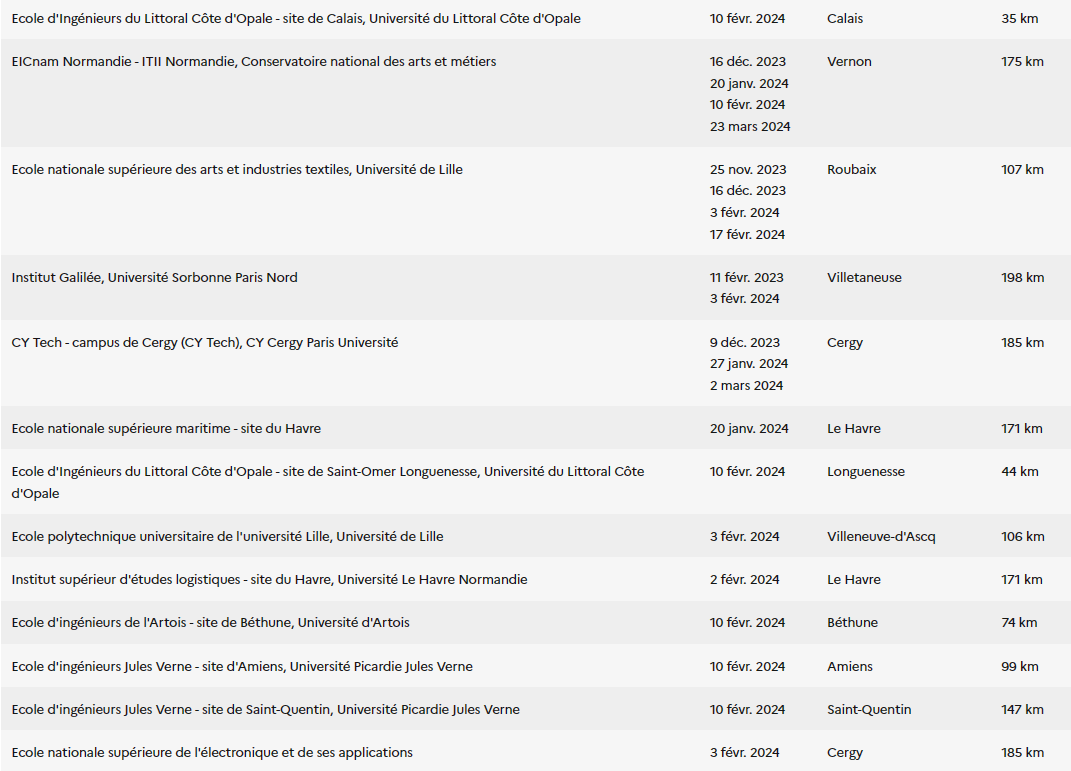 Ecole d'Ingénieurs du Littoral Côte d'Opale - site de Calais, Université du Littoral Côte d'Opale 10 févr. 2024 Calais 35 km
EICnam Normandie - ITII Normandie, Conservatoire national des arts et métiers 16 déc. 2023 Vernon 175 km
20 janv. 2024
10 févr. 2024
23 mars 2024
Ecole nationale supérieure des arts et industries textiles, Université de Lille 25 nov. 2023 Roubaix 107 km
16 déc. 2023
3 févr. 2024
17 févr. 2024
Institut Galilée, Université Sorbonne Paris Nord 11 févr. 2023 Villetaneuse 198 km
3 févr. 2024
CY Tech - campus de Cergy (CY Tech), CY Cergy Paris Université 9 déc. 2023 Cergy 185 km
27 janv. 2024
2 mars 2024
Ecole nationale supérieure maritime - site du Havre 20 janv. 2024 Le Havre 171 km
Ecole d'Ingénieurs du Littoral Côte d'Opale - site de Saint-Omer Longuenesse, Université du Littoral Côte 10 févr. 2024 Longuenesse 44 km
d'Opale
Ecole polytechnique universitaire de l'université Lille, Université de Lille 3 févr. 2024 Villeneuve-d'Ascq 106 km
Institut supérieur d'études logistiques - site du Havre, Université Le Havre Normandie 2 févr. 2024 Le Havre 171 km
Ecole d'ingénieurs de l'Artois - site de Béthune, Université d'Artois 10 févr. 2024 Béthune 74 km
Ecole d'ingénieurs Jules Verne - site d'Amiens, Université Picardie Jules Verne 10 févr. 2024 Amiens 99 km
Ecole d'ingénieurs Jules Verne - site de Saint-Quentin, Université Picardie Jules Verne 10 févr. 2024 Saint-Quentin 147 km
Ecole nationale supérieure de l'électronique et de ses applications 3 févr. 2024 Cergy 185 km